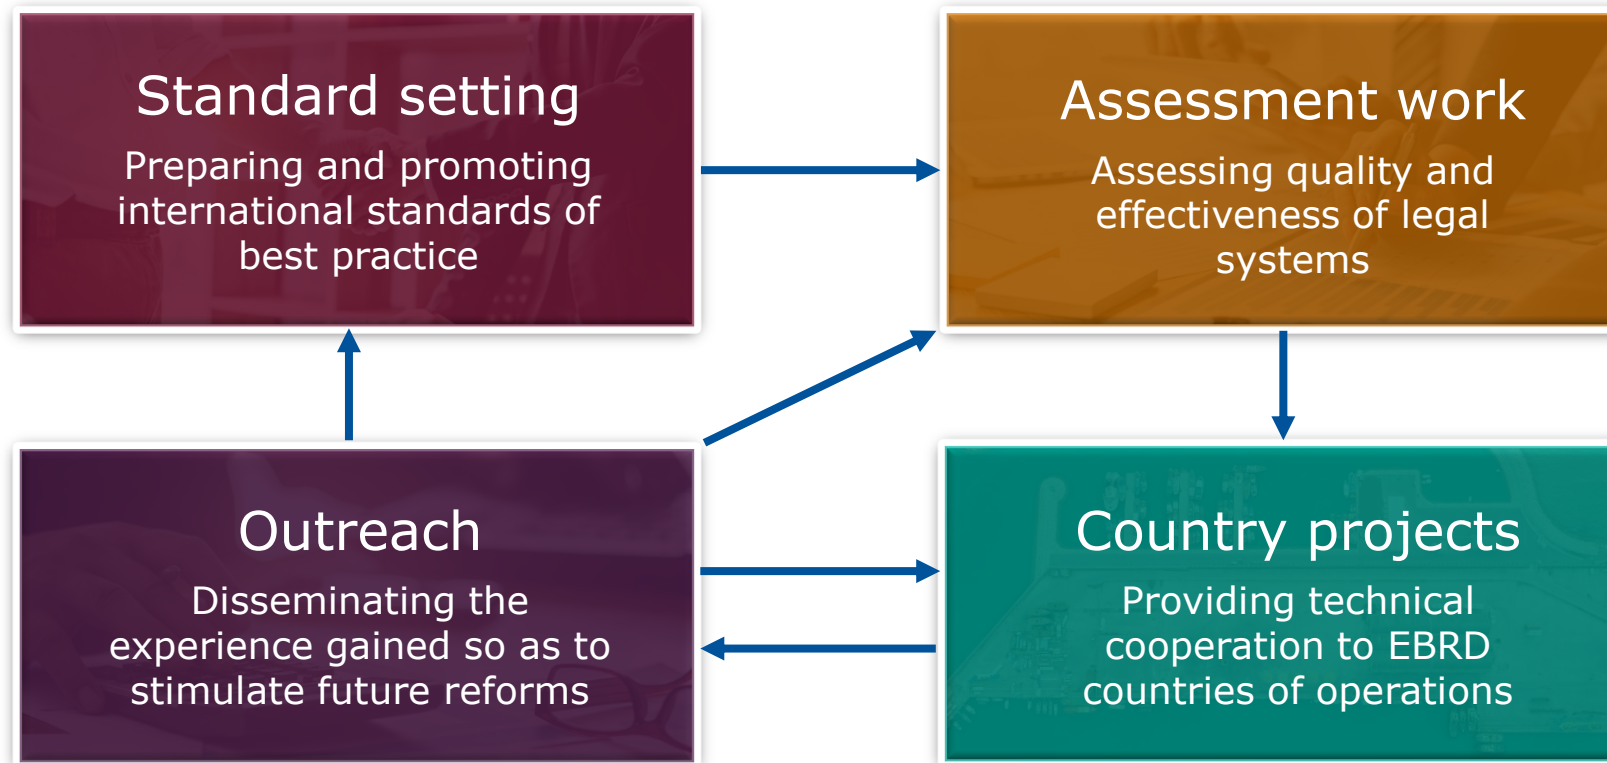 Standard setting
Preparing and promoting
international standards of
best practice
Assessment work
Assessing quality and
effectiveness of legal
systems
Outreach
Disseminating the
experience gained so as to
stimulate future reforms
Country projects
Providing technical
cooperation to EBRD
countries of operations